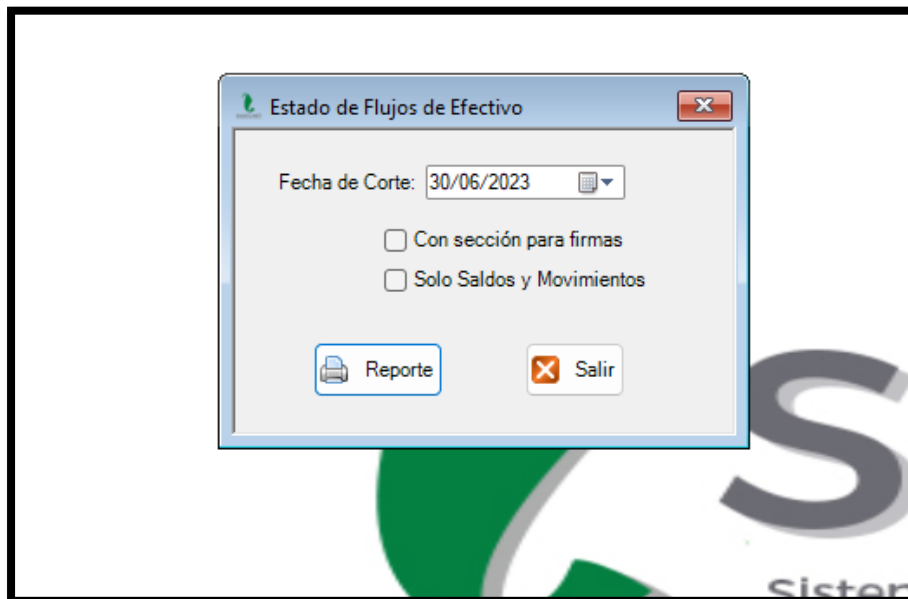 Estado de Flujos de Efectivo
Fecha de Corte: 30/06/2023
Con sección para firmas
Solo Saldos y Movimientos
Reporte Salir
S